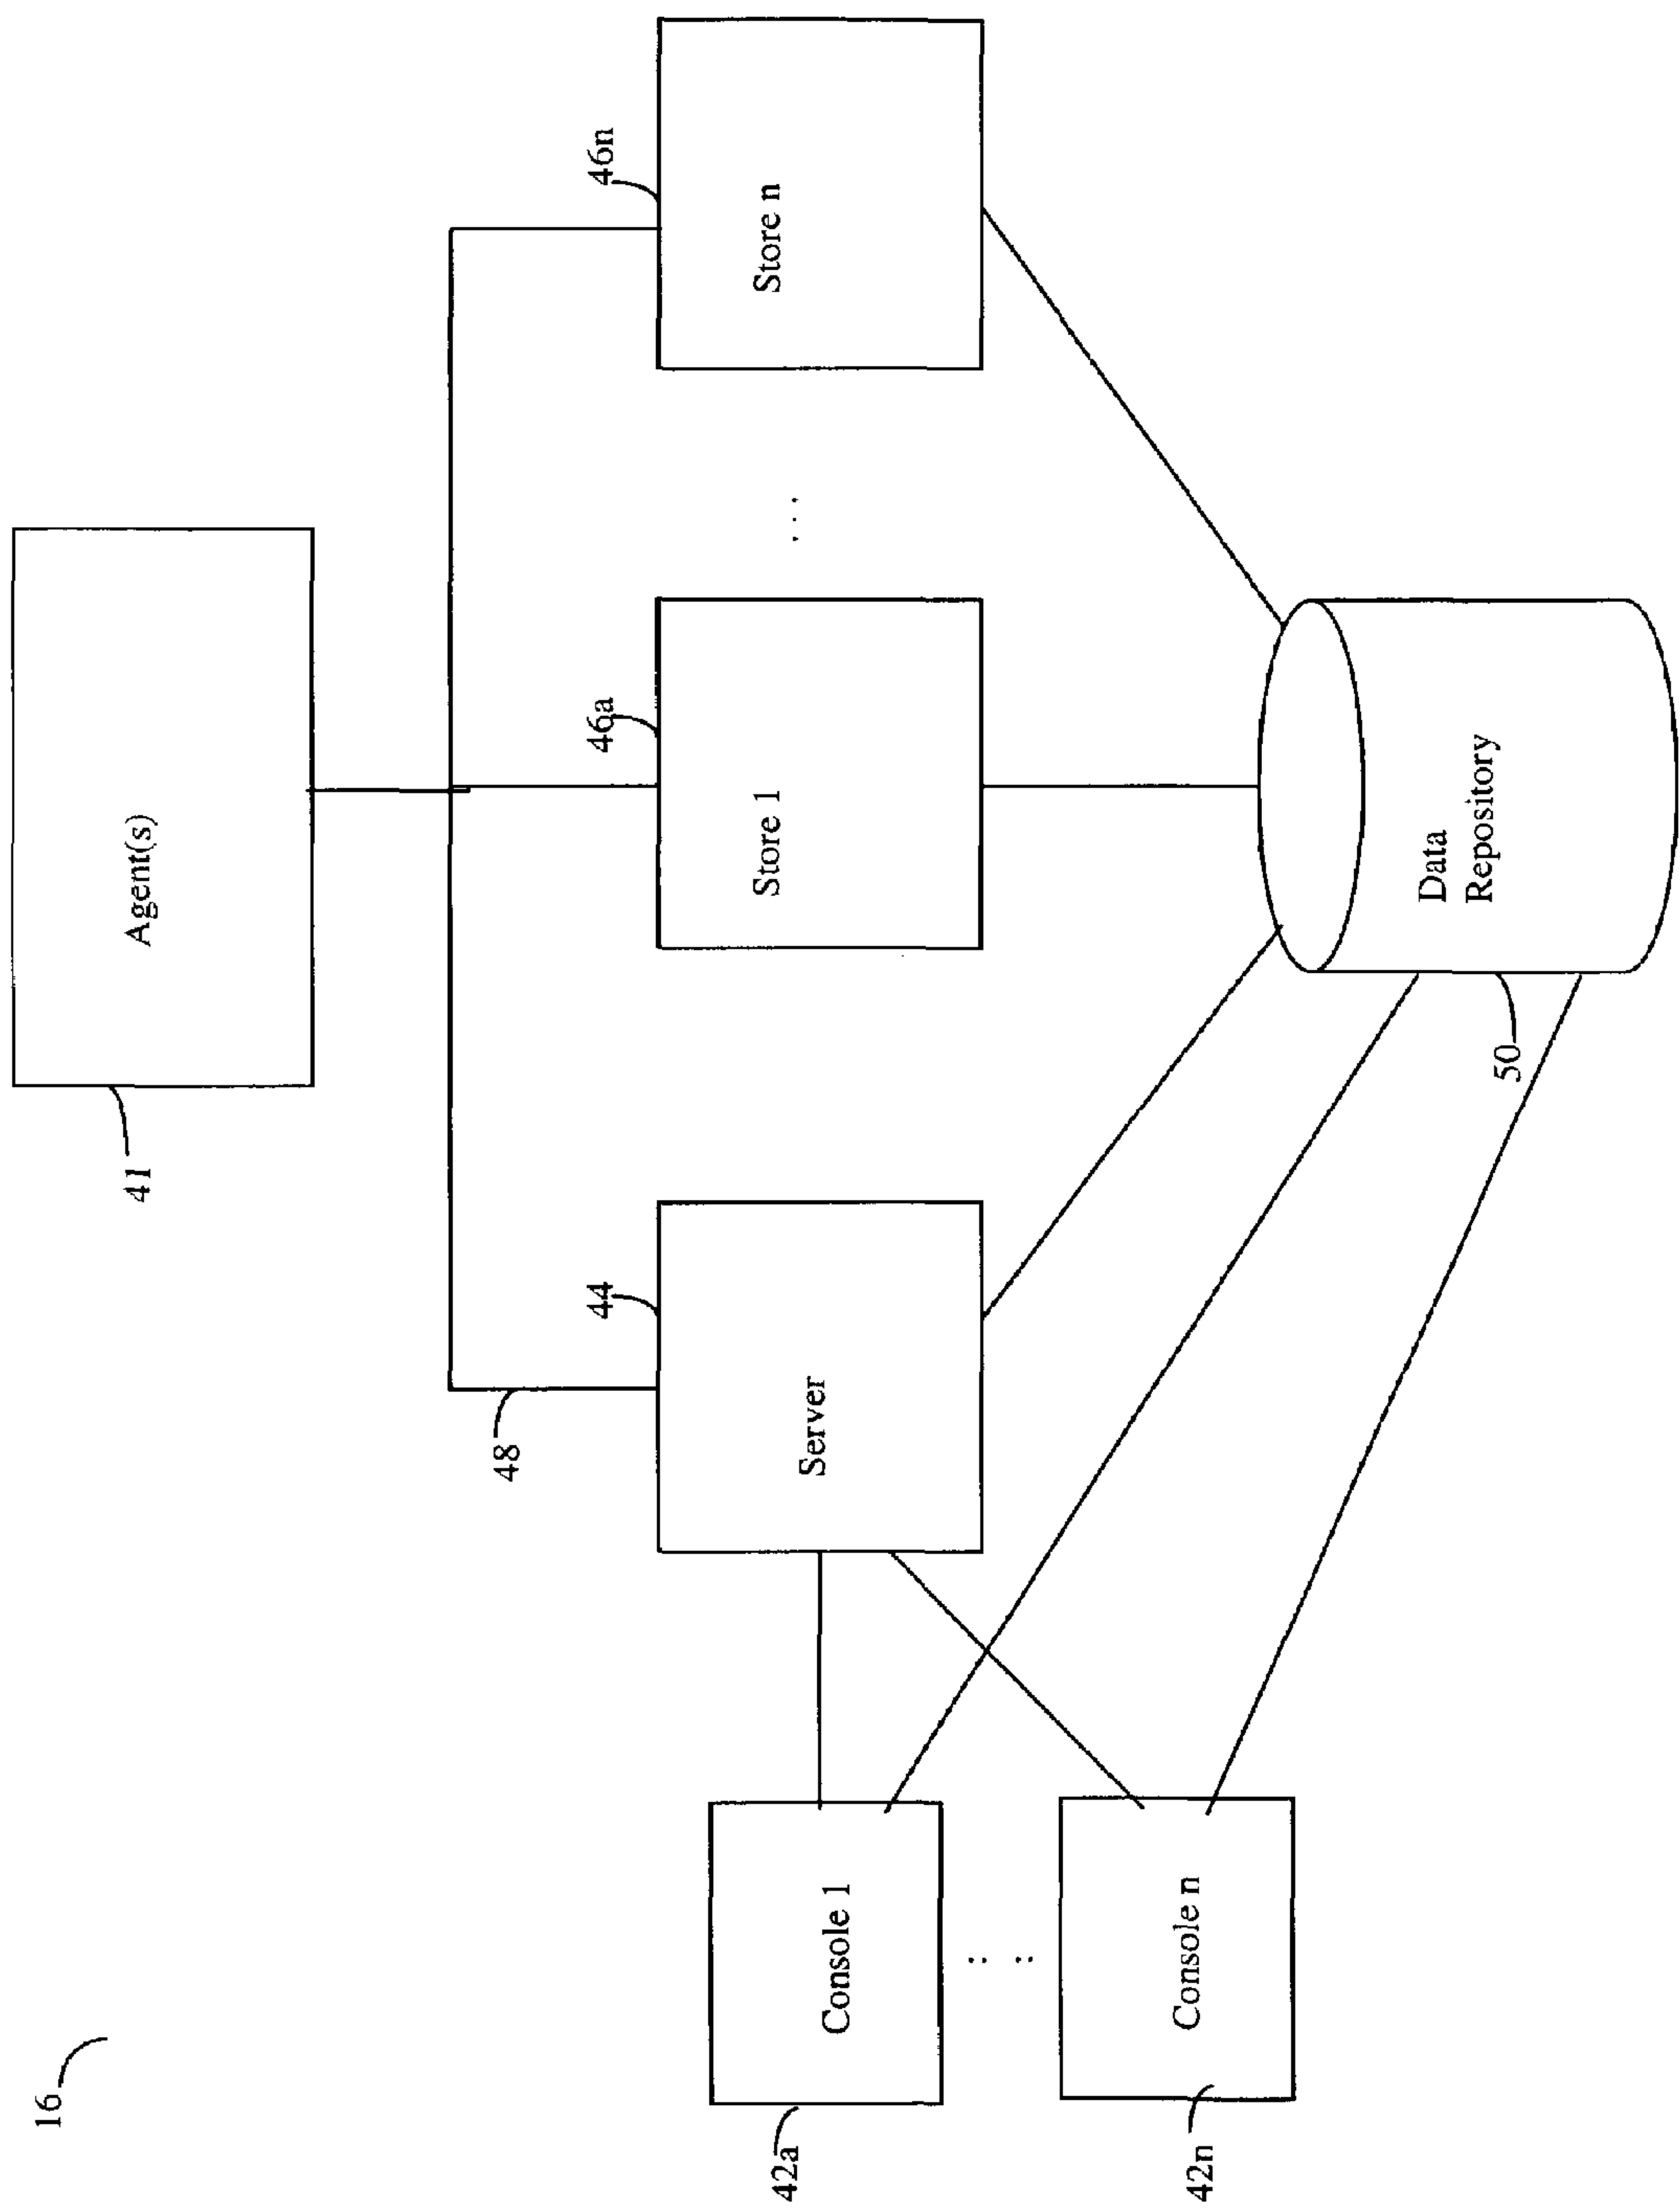 16
Agent(s)
41
48
44
46a
46n
Server
Store 1
. . .
Store n
42a
Console 1
: :
42n
Console n
Data
Repository
50